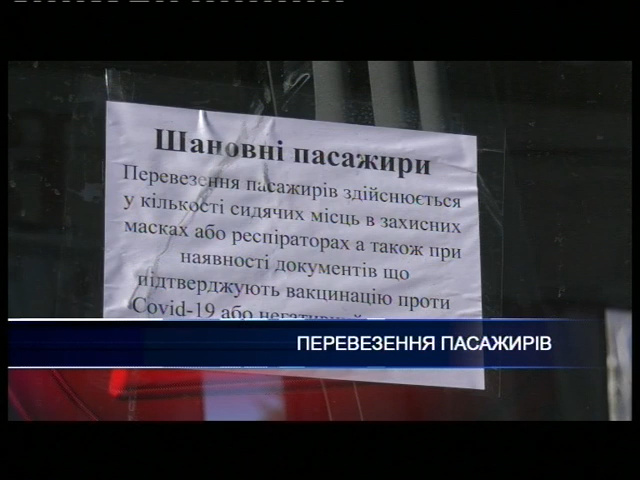 Шановні пасажири
Перевезення пасажирів здійснюється
у кількості сидячих місць в захисних
масках або респіраторах а також при
наявності документів що
підтверджують вакцинацію проти
Covid-19 або
ПЕРЕВЕЗЕННЯ ПАСАЖИРІВ